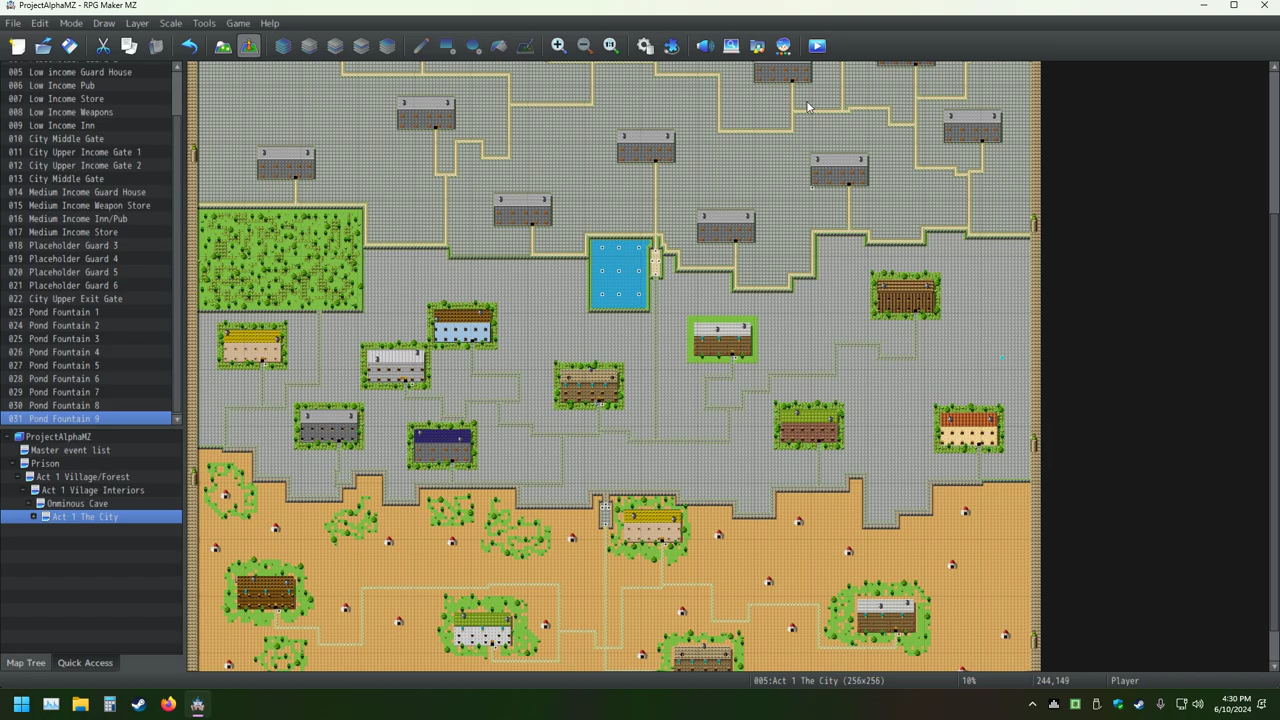 ProjectAlphaMZ - RPG Maker MZ
File Edit Mode Draw Layer Scale Tools Game Help
005 Low income Guard House
006 Low income Pub
007 Low income Store
008 Low income Weapons
009 Low income Inn
010 City Middle Gate
011 City Upper Income Gate 1
012 City Upper Income Gate 2
013 City Middle Gate
014 Medium Income Guard House
015 Medium Income Weapon Store
016 Medium Income Inn/Pub
017 Medium Income Store
018 Placeholder Guard 3
019 Placeholder Guard 4
020 Placeholder Guard 5
021 Placeholder Guard 6
022 City Upper Exit Gate
023 Pond Fountain 1
024 Pond Fountain 2
025 Pond Fountain 3
026 Pond Fountain 4
027 Pond Fountain 5
028 Pond Fountain 6
029 Pond Fountain 7
030 Pond Fountain 8
031 Pond Fountain 9
ProjectAlphaMZ
Master event list
Prison
Act 1 Village/Forest
Act 1 Vilage Interiors
Onminous Cave
Act 1 The City
Map Tree Quick Access
005:Act 1 The City (256x256) 10% 244,149 Player
4:30 PM
6/10/2024